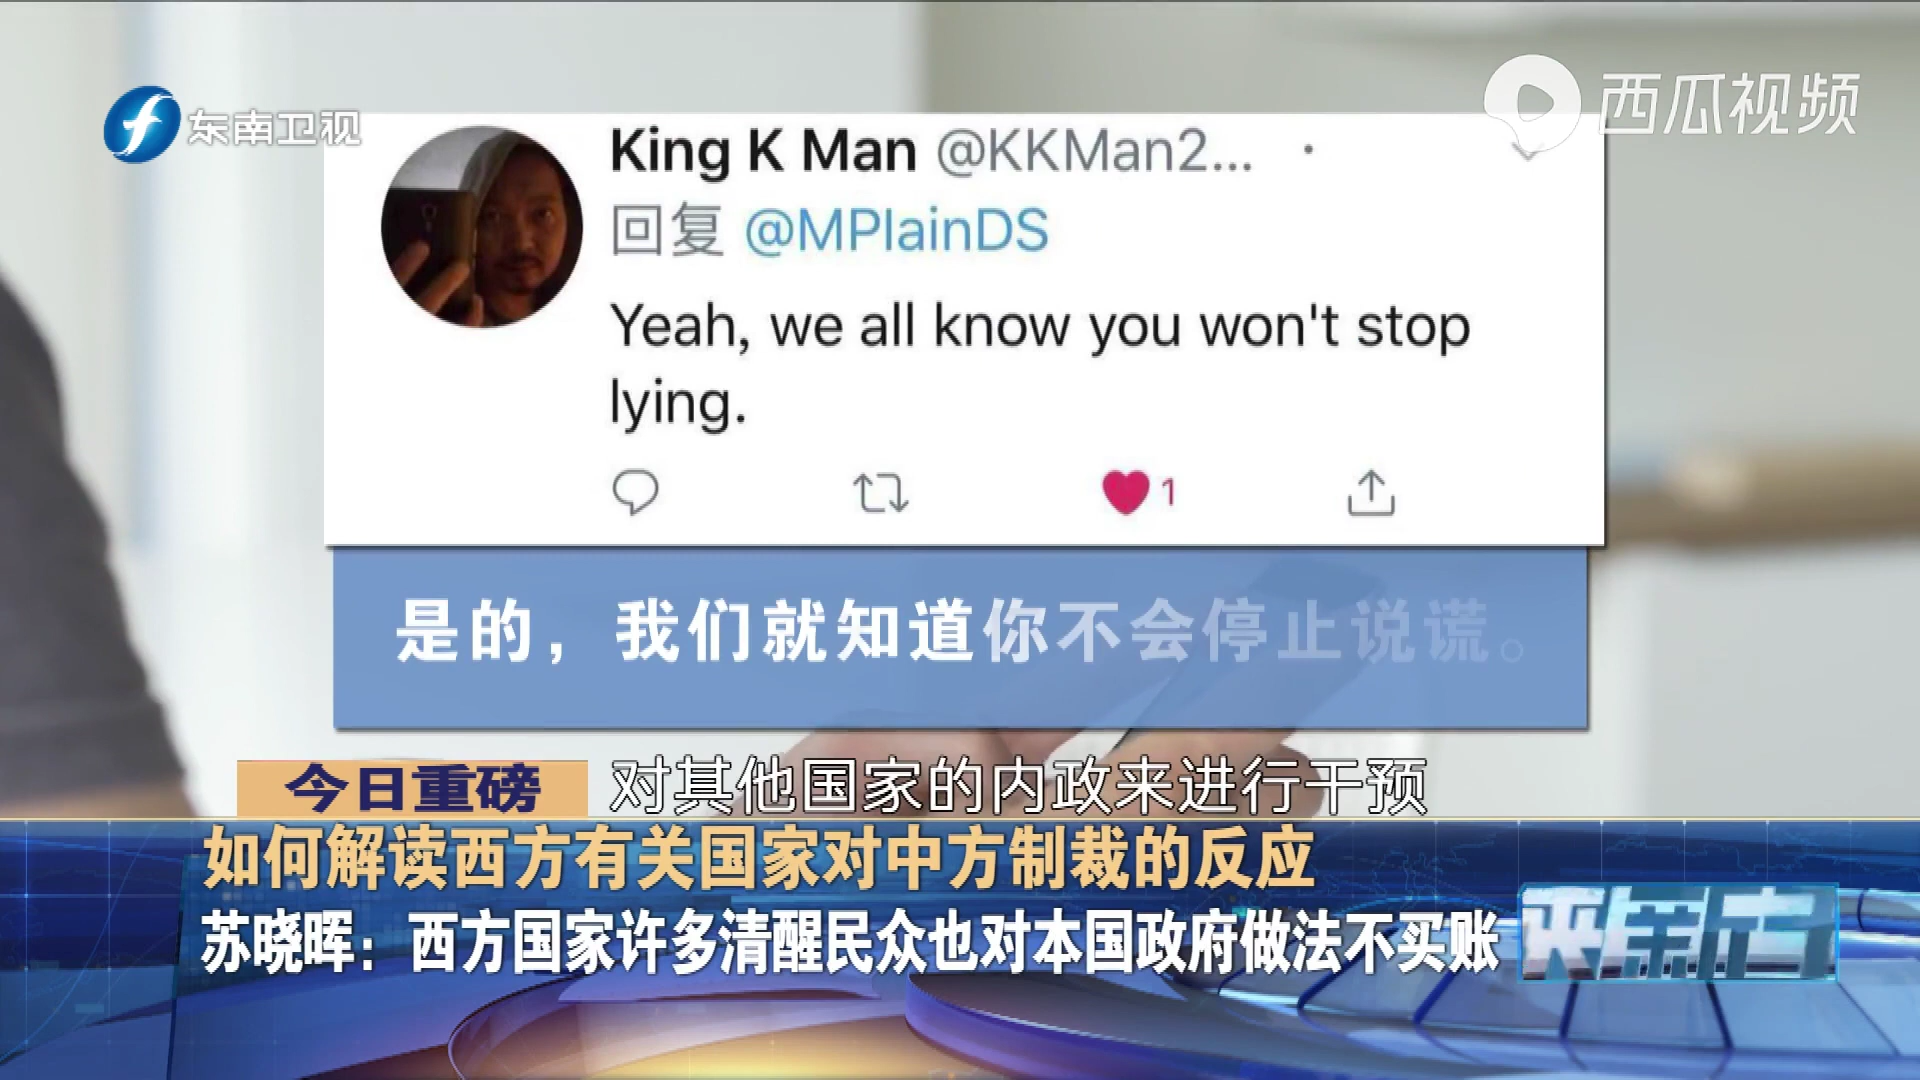 东南卫视
西瓜视频
King K Man @KKMan2... ·
回复 @MPlainDS
Yeah, we all know you won't stop
lying.
1
是的，我们就知道你不会停止说谎。
今日重磅
对其他国家的内政来进行干预
如何解读西方有关国家对中方制裁的反应
苏晓晖：西方国家许多清醒民众也对本国政府做法不买账